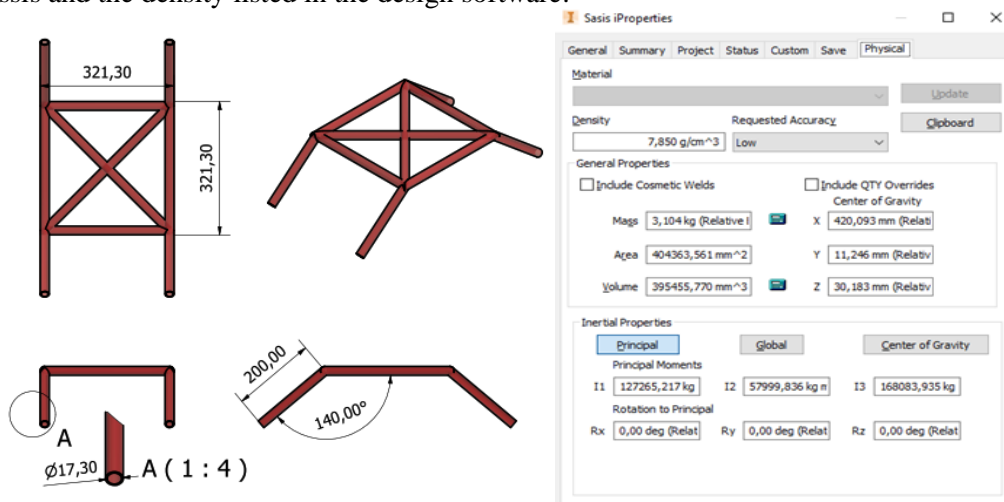 ssis and the density listed in the design software.
321,30
321,30
200,00
140,00°
A
Ø17,30
A ( 1 : 4 )
I Sasis iProperties
General Summary Project Status Custom Save Physical
Material
Update
Density
Requested Accuracy
Clipboard
7,850 g/cm^3
Low
General Properties
Include Cosmetic Welds
Include QTY Overrides
Center of Gravity
Mass 3,104 kg (Relative I
X 420,093 mm (Relati
Area 404363,561 mm^2
Y 11,246 mm (Relativ
Volume 395455,770 mm^3
Z 30,183 mm (Relativ
Inertial Properties
Principal
Global
Center of Gravity
Principal Moments
I1 127265,217 kg
I2 57999,836 kg m
I3 168083,935 kg
Rotation to Principal
Rx 0,00 deg (Relat
Ry 0,00 deg (Relat
Rz 0,00 deg (Relat